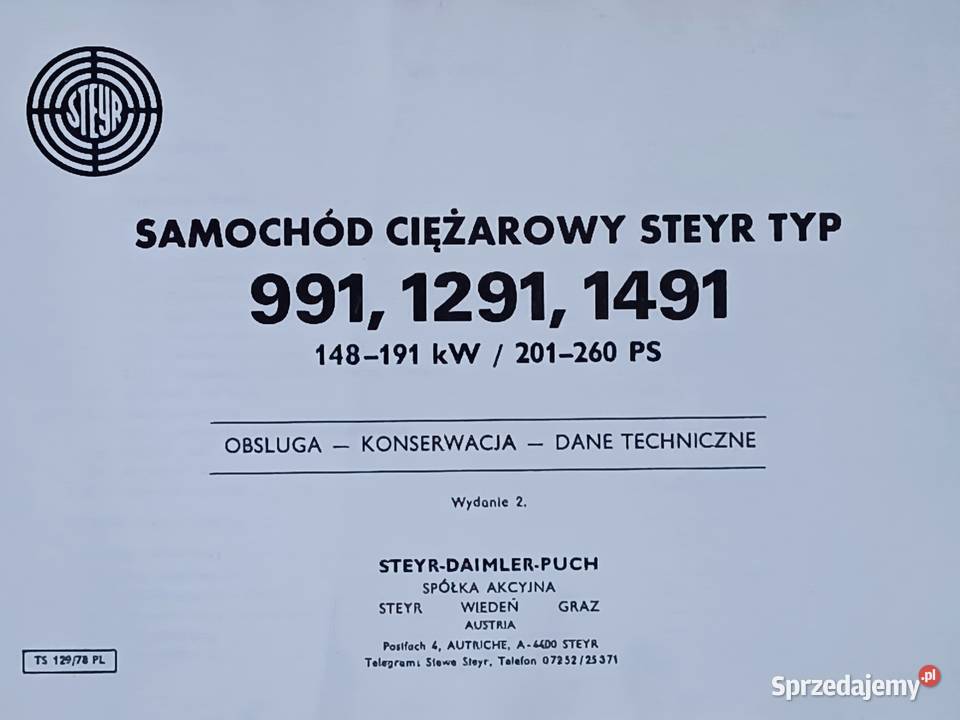 STEYR
SAMOCHÓD CIĘŻAROWY STEYR TYP
991, 1291, 1491
148–191 kW / 201–260 PS
OBSLUGA — KONSERWACJA — DANE TECHNICZNE
Wydanie 2.
STEYR-DAIMLER-PUCH
SPÓŁKA AKCYJNA
STEYR WIEDEŃ GRAZ
AUSTRIA
Postfach 4, AUTRICHE, A-4400 STEYR
Telegram: Stewe Steyr, Telefon 07252/25371
TS 129/78 PL
Sprzedajemy.pl